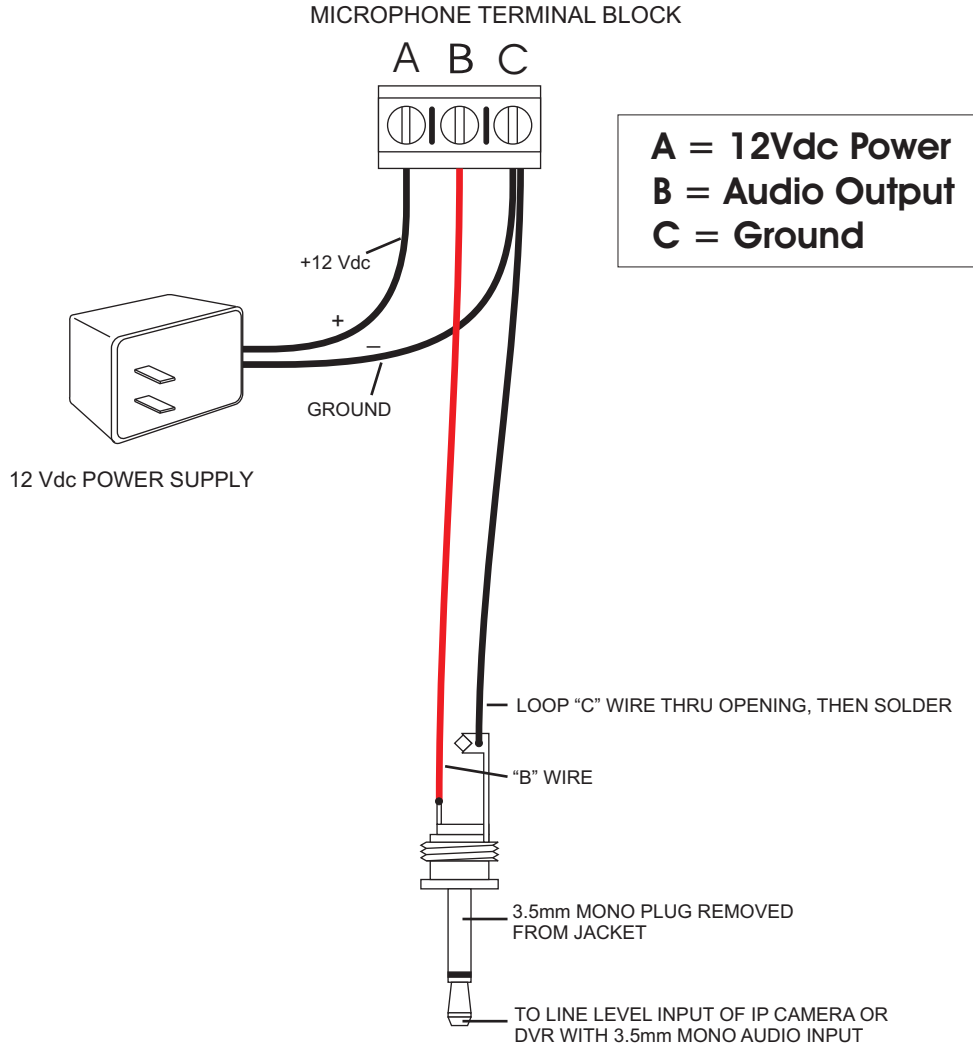 MICROPHONE TERMINAL BLOCK
A B C
A = 12Vdc Power
B = Audio Output
C = Ground
+12 Vdc
+
–
GROUND
12 Vdc POWER SUPPLY
LOOP “C” WIRE THRU OPENING, THEN SOLDER
“B” WIRE
3.5mm MONO PLUG REMOVED
FROM JACKET
TO LINE LEVEL INPUT OF IP CAMERA OR
DVR WITH 3.5mm MONO AUDIO INPUT